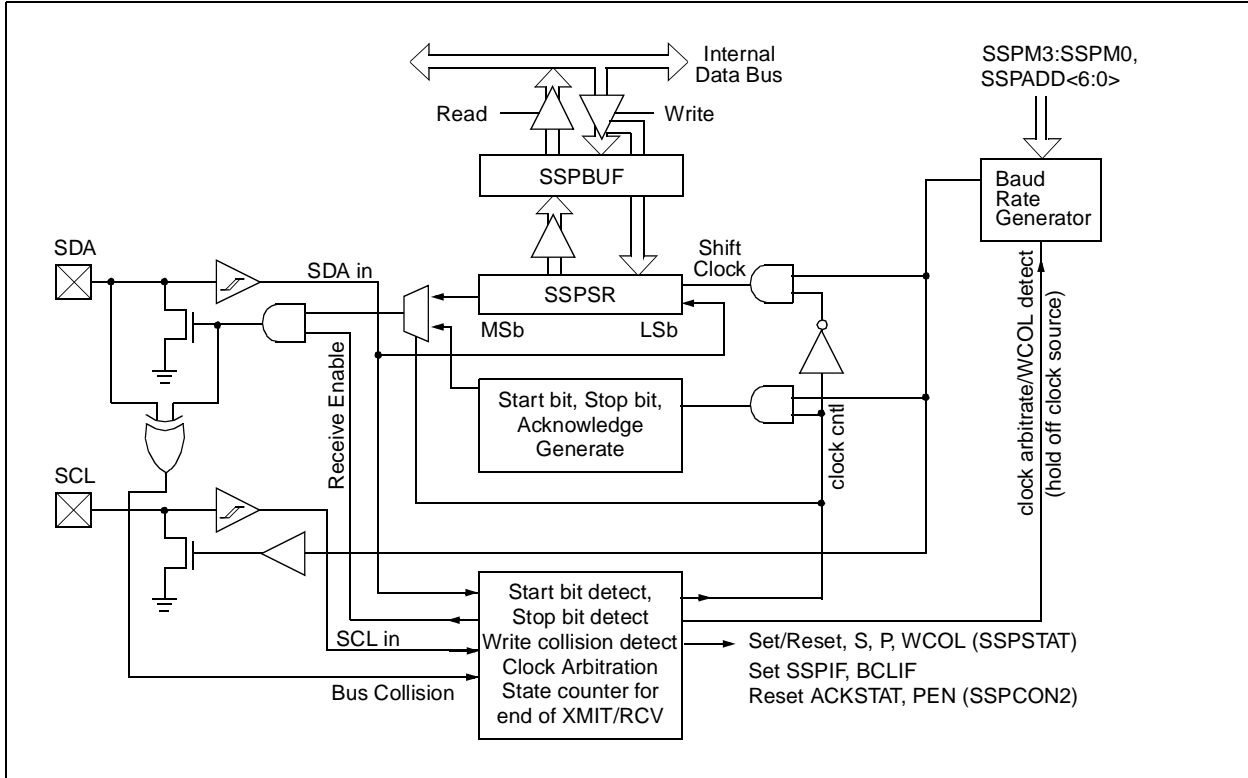 Internal
Data Bus
SSPM3:SSPM0,
SSPADD<6:0>
Read
Write
SSPBUF
Baud
Rate
Generator
SDA
SDA in
Shift
Clock
SSPSR
MSb
LSb
clock arbitrate/WCOL detect
(hold off clock source)
Start bit, Stop bit,
Acknowledge
Generate
Receive Enable
clock cntl
SCL
SCL in
Start bit detect,
Stop bit detect
Write collision detect
Clock Arbitration
State counter for
end of XMIT/RCV
Bus Collision
Set/Reset, S, P, WCOL (SSPSTAT)
Set SSPIF, BCLIF
Reset ACKSTAT, PEN (SSPCON2)